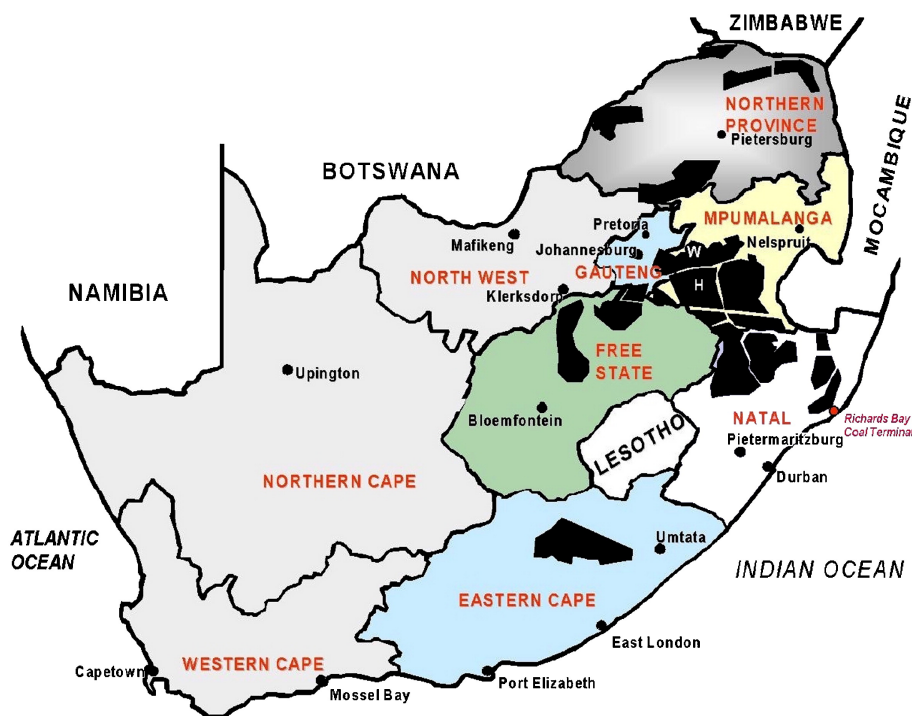 ZIMBABWE
NORTHERN
PROVINCE
Pietersburg
BOTSWANA
MOCAMBIQUE
MPUMALANGA
Pretoria
Mafikeng
Johannesburg
W
Nelspruit
NORTH WEST
GAUTENG
Klerksdorp
H
NAMIBIA
FREE
STATE
Upington
Bloemfontein
LESOTHO
NATAL
Richards Bay
Coal Terminal
Pietermaritzburg
Durban
NORTHERN CAPE
ATLANTIC
OCEAN
Umtata
INDIAN OCEAN
EASTERN CAPE
East London
WESTERN CAPE
Capetown
Port Elizabeth
Mossel Bay